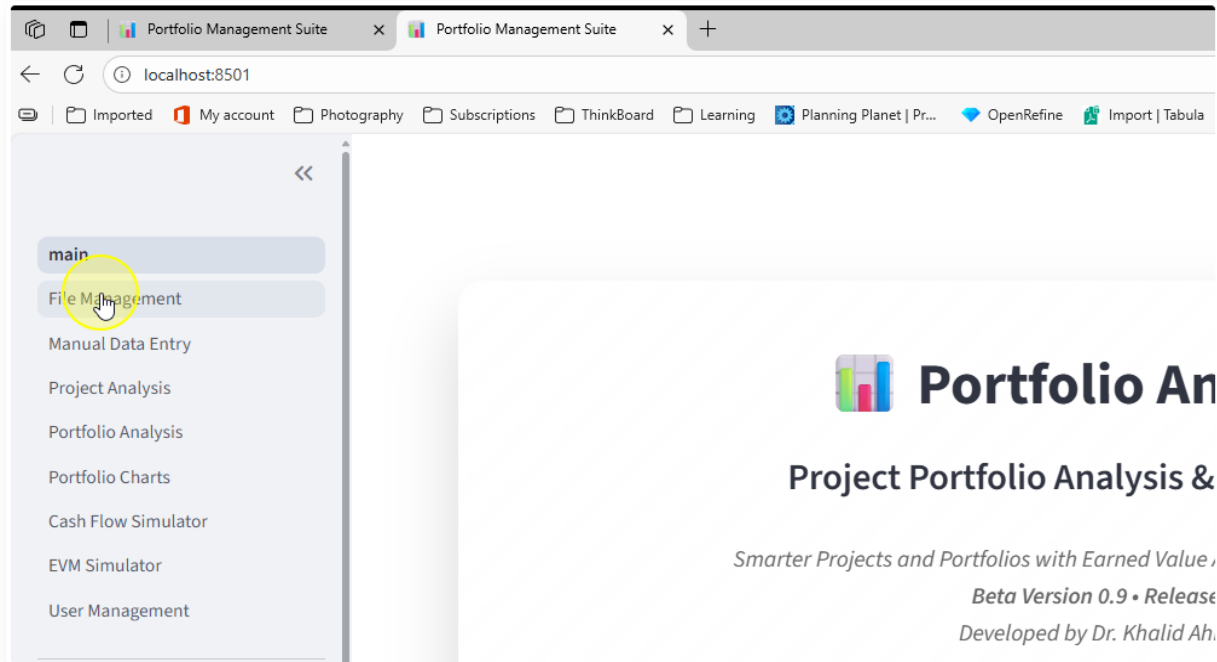 Portfolio Management Suite
Portfolio Management Suite
localhost:8501
Imported My account Photography Subscriptions ThinkBoard Learning Planning Planet | Pr... OpenRefine Import | Tabula
main
File Management
Manual Data Entry
Project Analysis
Portfolio Analysis
Portfolio Charts
Cash Flow Simulator
EVM Simulator
User Management
Portfolio An
Project Portfolio Analysis &
Smarter Projects and Portfolios with Earned Value
Beta Version 0.9 • Release
Developed by Dr. Khalid Ah